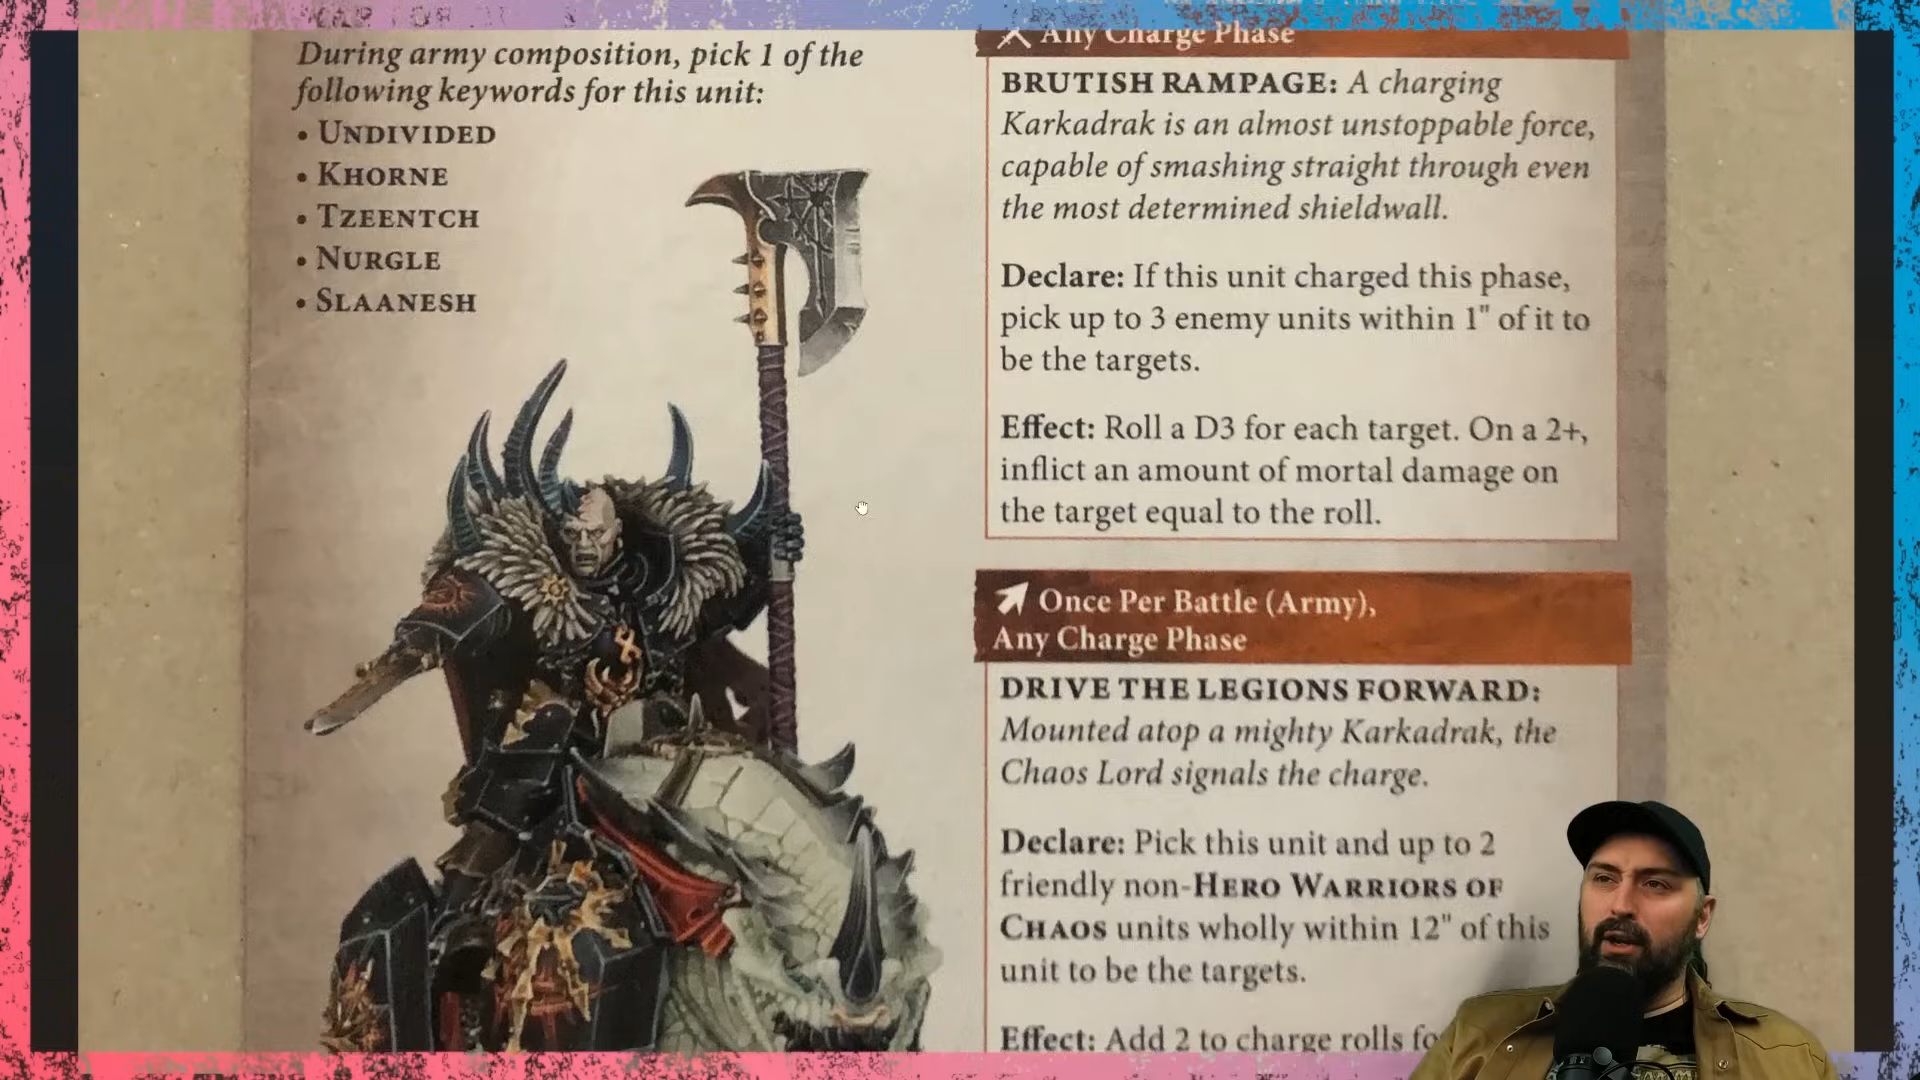 During army composition, pick 1 of the
following keywords for this unit:
• UNDIVIDED
• KHORNE
• TZEENTCH
• NURGLE
• SLAANESH
Any Charge Phase
BRUTISH RAMPAGE: A charging
Karkadrak is an almost unstoppable force,
capable of smashing straight through even
the most determined shieldwall.
Declare: If this unit charged this phase,
pick up to 3 enemy units within 1" of it to
be the targets.
Effect: Roll a D3 for each target. On a 2+,
inflict an amount of mortal damage on
the target equal to the roll.
Once Per Battle (Army),
Any Charge Phase
DRIVE THE LEGIONS FORWARD:
Mounted atop a mighty Karkadrak, the
Chaos Lord signals the charge.
Declare: Pick this unit and up to 2
friendly non-HERO WARRIORS OF
CHAOS units wholly within 12" of this
unit to be the targets.
Effect: Add 2 to charge rolls